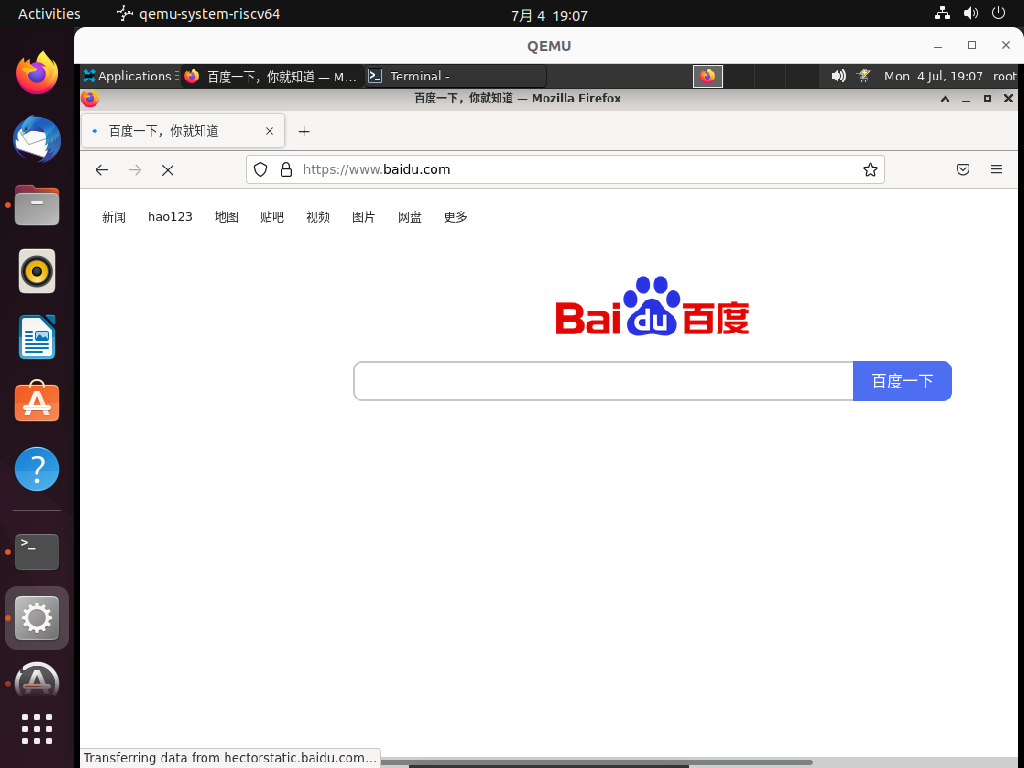 Activities qemu-system-riscv64 7月 4 19:07
QEMU
Applications 百度一下，你就知道 — M... Terminal - Mon 4 Jul, 19:07 root
百度一下，你就知道 — Mozilla Firefox
百度一下，你就知道
https://www.baidu.com
新闻 hao123 地图 贴吧 视频 图片 网盘 更多
Bai du 百度
百度一下
Transferring data from hectorstatic.baidu.com...